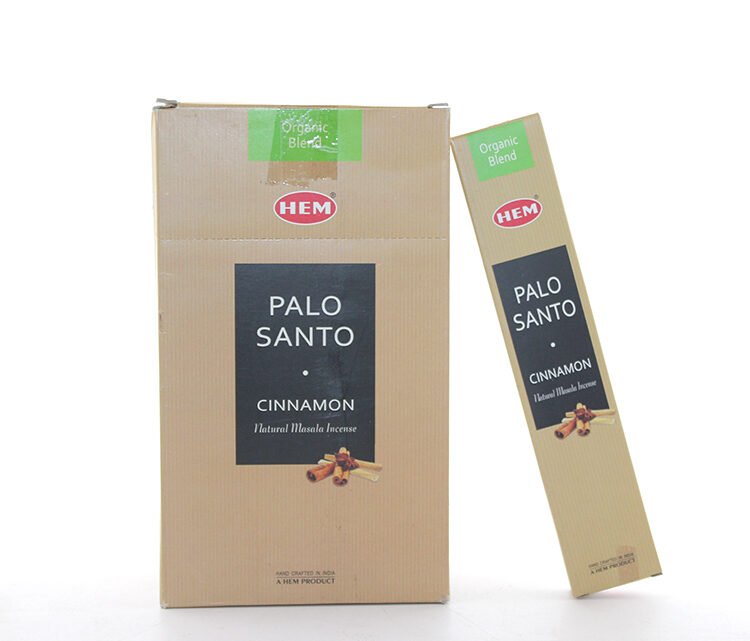 Organic
Blend
HEM®
PALO
SANTO
•
CINNAMON
Natural Masala Incense
HAND CRAFTED IN INDIA
A HEM PRODUCT
Organic
Blend
HEM®
PALO
SANTO
•
CINNAMON
Natural Masala Incense
HAND CRAFTED IN INDIA
A HEM PRODUCT